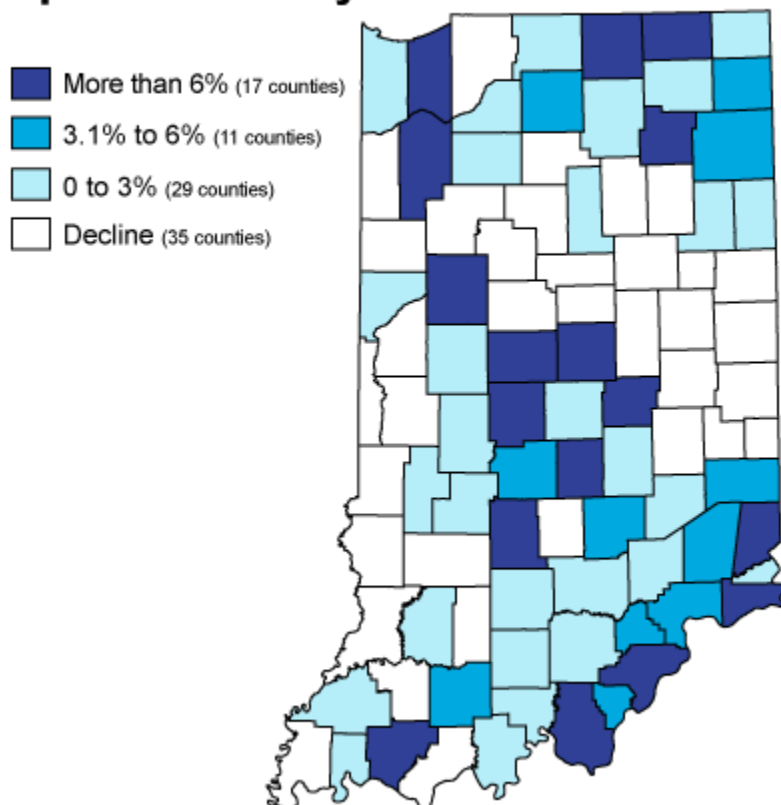 More than 6% (17 counties)
3.1% to 6% (11 counties)
0 to 3% (29 counties)
Decline (35 counties)